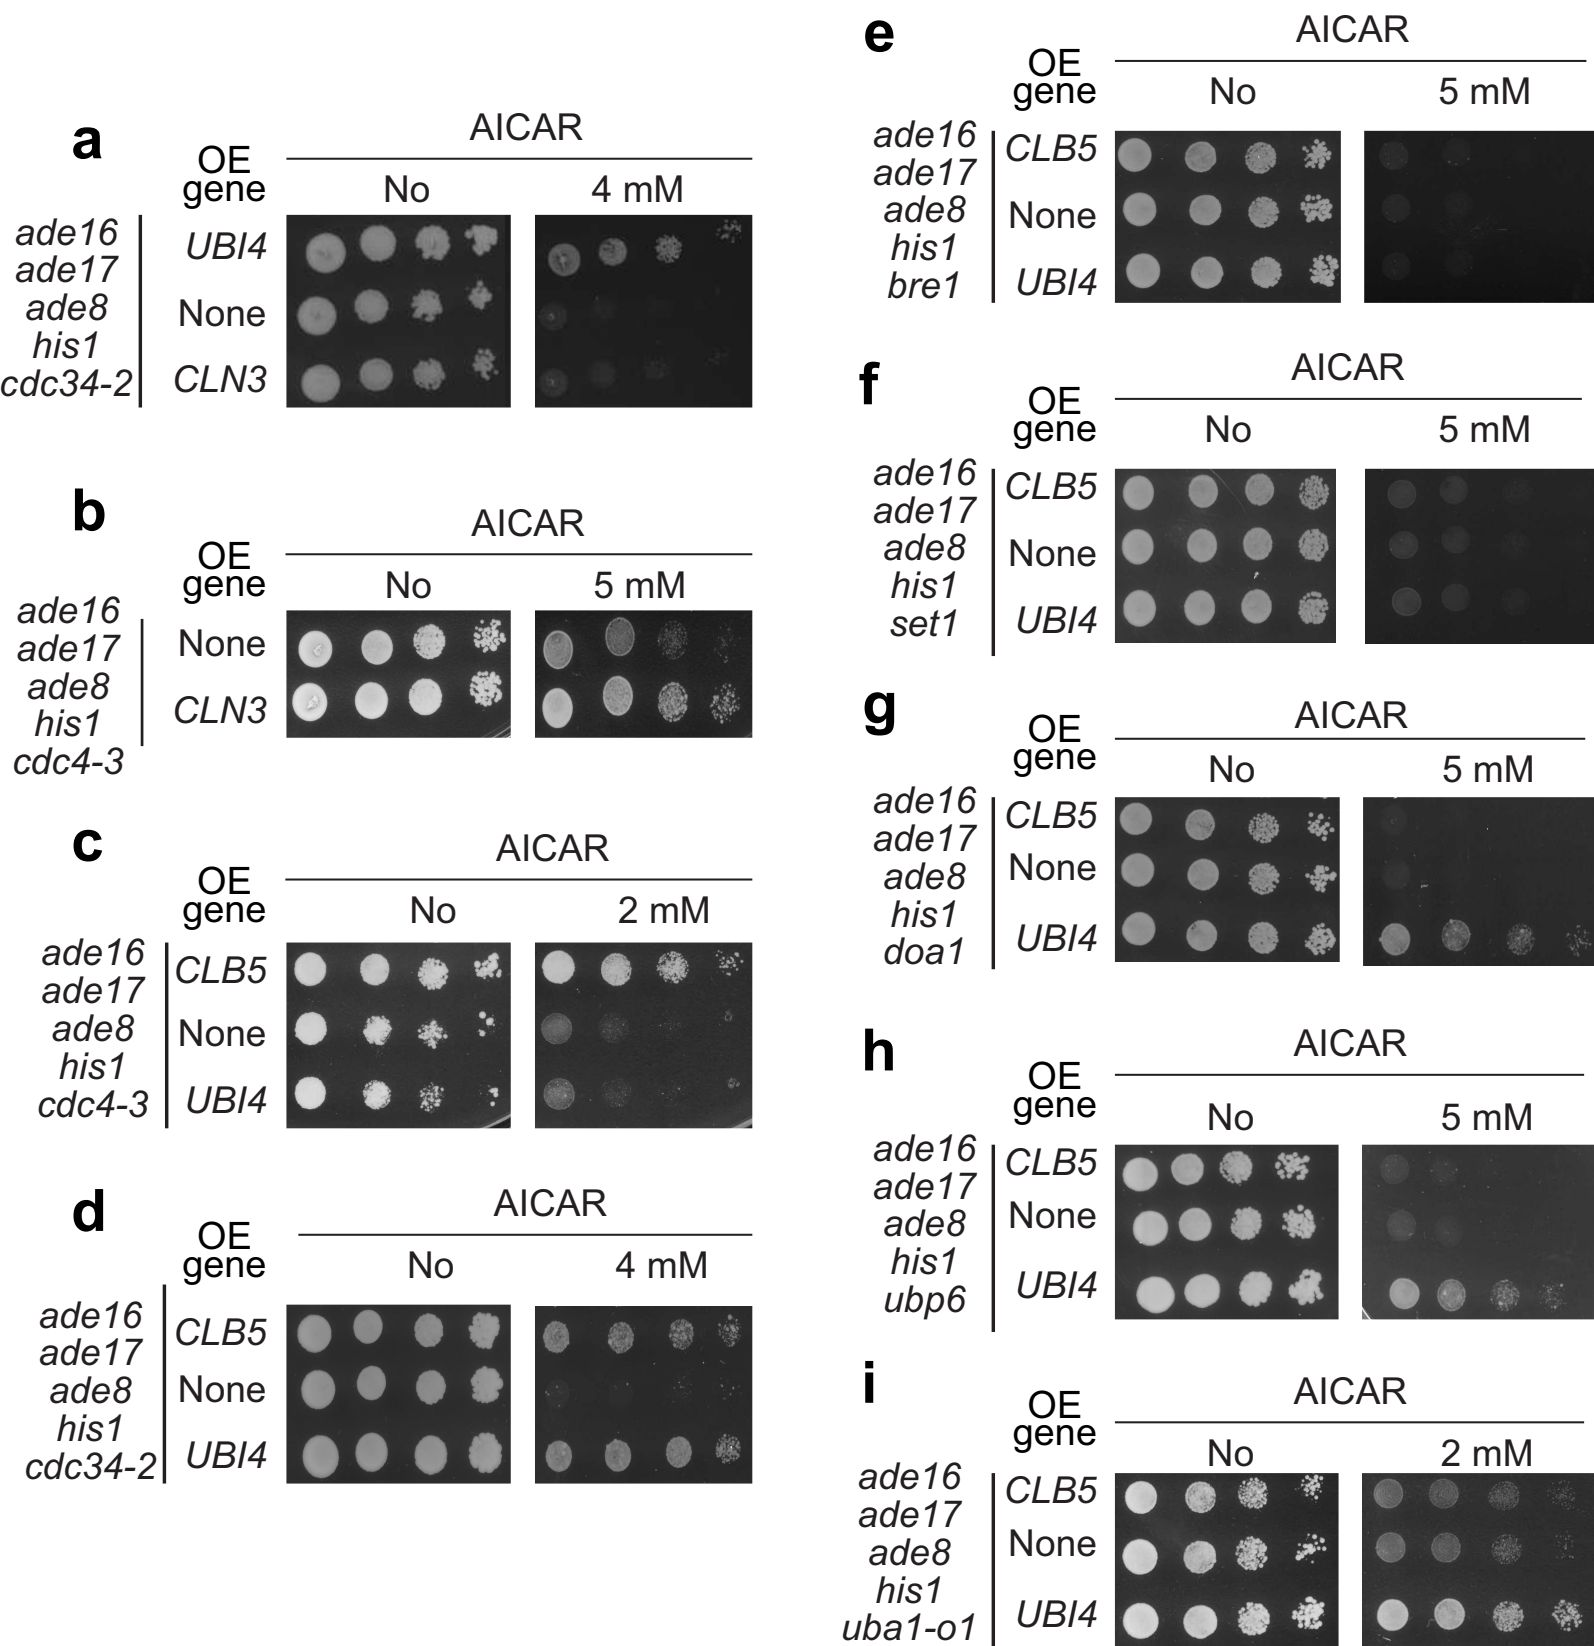 a
AICAR
OE
gene
No
4 mM
ade16
ade17
ade8
his1
cdc34-2
UBI4
None
CLN3
b
AICAR
OE
gene
No
5 mM
ade16
ade17
ade8
his1
cdc4-3
None
CLN3
c
AICAR
OE
gene
No
2 mM
ade16
ade17
ade8
his1
cdc4-3
CLB5
None
UBI4
d
AICAR
OE
gene
No
4 mM
ade16
ade17
ade8
his1
cdc34-2
CLB5
None
UBI4
e
AICAR
OE
gene
No
5 mM
ade16
ade17
ade8
his1
bre1
CLB5
None
UBI4
f
AICAR
OE
gene
No
5 mM
ade16
ade17
ade8
his1
set1
CLB5
None
UBI4
g
AICAR
OE
gene
No
5 mM
ade16
ade17
ade8
his1
doa1
CLB5
None
UBI4
h
AICAR
OE
gene
No
5 mM
ade16
ade17
ade8
his1
ubp6
CLB5
None
UBI4
i
AICAR
OE
gene
No
2 mM
ade16
ade17
ade8
his1
uba1-o1
CLB5
None
UBI4